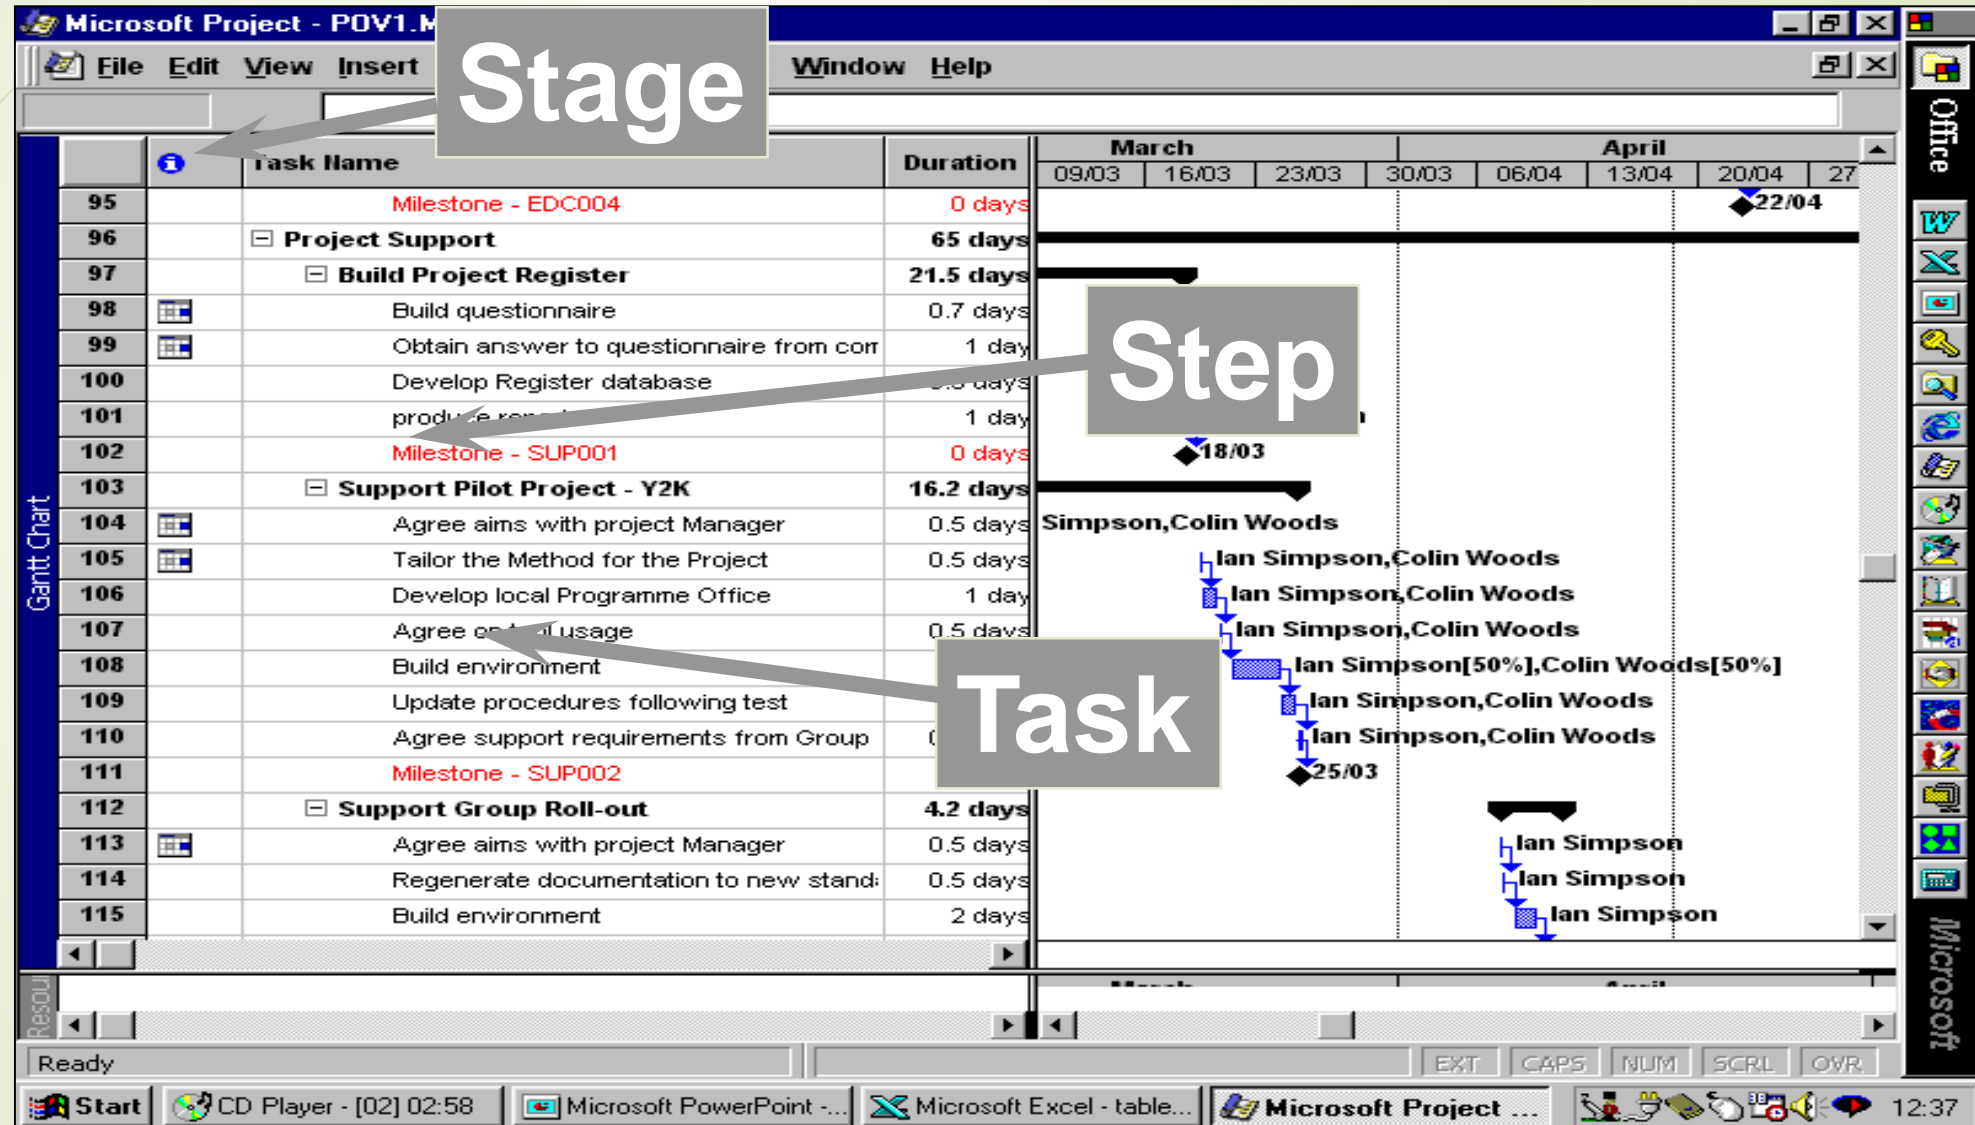 Microsoft Project - POV1.M
File Edit View Insert Window Help
Stage
Task Name Duration
March April
09/03 16/03 23/03 30/03 06/04 13/04 20/04 27
95 Milestone - EDC004 0 days 22/04
96 Project Support 65 days
97 Build Project Register 21.5 days
98 Build questionnaire 0.7 days
99 Obtain answer to questionnaire from com 1 day
Step
100 Develop Register database days
101 produce 1 day
102 Milestone - SUP001 0 days 18/03
103 Support Pilot Project - Y2K 16.2 days
104 Agree aims with project Manager 0.5 days Simpson,Colin Woods
105 Tailor the Method for the Project 0.5 days Ian Simpson,Colin Woods
106 Develop local Programme Office 1 day Ian Simpson,Colin Woods
107 Agree usage 0.5 days Ian Simpson,Colin Woods
108 Build environment Ian Simpson[50%],Colin Woods[50%]
Task
109 Update procedures following test Ian Simpson,Colin Woods
110 Agree support requirements from Group Ian Simpson,Colin Woods
111 Milestone - SUP002 25/03
112 Support Group Roll-out 4.2 days
113 Agree aims with project Manager 0.5 days Ian Simpson
114 Regenerate documentation to new stand 0.5 days Ian Simpson
115 Build environment 2 days Ian Simpson
Gantt Chart
Resou
Ready EXT CAPS NUM SCRL OVR
Start CD Player - [02] 02:58 Microsoft PowerPoint -... Microsoft Excel - table... Microsoft Project ... 12:37
Office
Microsoft